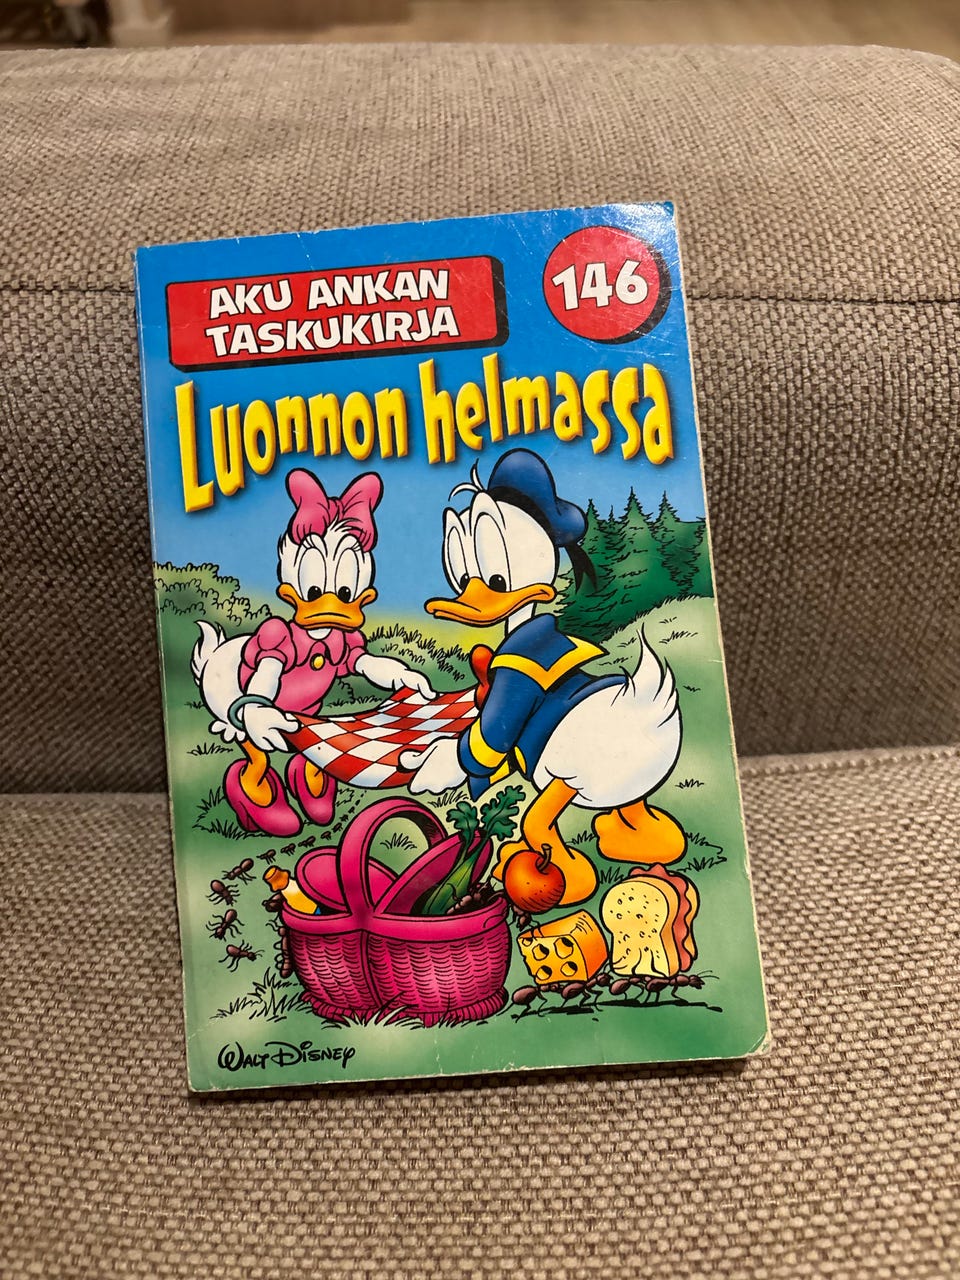 AKU ANKAN
TASKUKIRJA
146
Luonnon helmassa
Walt Disney